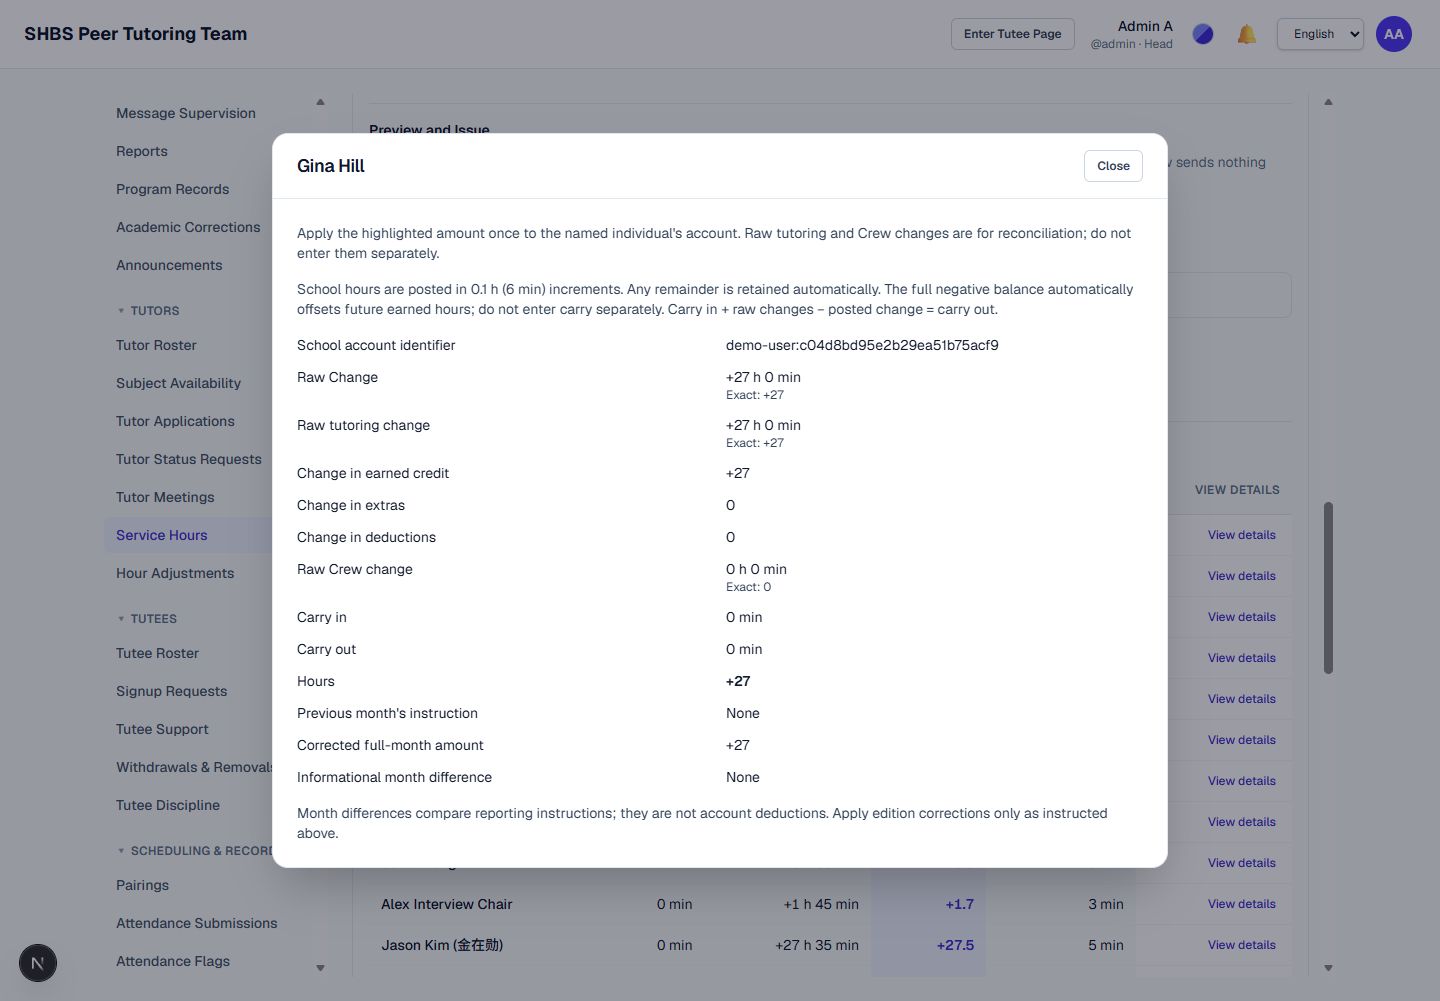 SHBS Peer Tutoring Team
Enter Tutee Page
Admin A
@admin · Head
English
AA
Message Supervision
Reports
Program Records
Academic Corrections
Announcements
TUTORS
Tutor Roster
Subject Availability
Tutor Applications
Tutor Status Requests
Tutor Meetings
Service Hours
Hour Adjustments
TUTEES
Tutee Roster
Signup Requests
Tutee Support
Withdrawals & Removals
Tutee Discipline
SCHEDULING & RECORD
Pairings
Attendance Submissions
Attendance Flags
N
Preview and Issue
sends nothing
Gina Hill
Close
Apply the highlighted amount once to the named individual's account. Raw tutoring and Crew changes are for reconciliation; do not
enter them separately.
School hours are posted in 0.1 h (6 min) increments. Any remainder is retained automatically. The full negative balance automatically
offsets future earned hours; do not enter carry separately. Carry in + raw changes − posted change = carry out.
School account identifier demo-user:c04d8bd95e2b29ea51b75acf9
Raw Change +27 h 0 min
Exact: +27
Raw tutoring change +27 h 0 min
Exact: +27
Change in earned credit +27
Change in extras 0
Change in deductions 0
Raw Crew change 0 h 0 min
Exact: 0
Carry in 0 min
Carry out 0 min
Hours +27
Previous month's instruction None
Corrected full-month amount +27
Informational month difference None
Month differences compare reporting instructions; they are not account deductions. Apply edition corrections only as instructed
above.
VIEW DETAILS
View details
View details
View details
View details
View details
View details
View details
View details
View details
Alex Interview Chair 0 min +1 h 45 min +1.7 3 min View details
Jason Kim (金在勋) 0 min +27 h 35 min +27.5 5 min View details